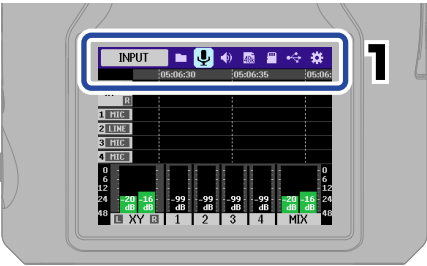 INPUT
1
05:06:30 05:06:35 05:06:
R
1 MIC
2 LINE
3 MIC
4 MIC
0 0
6 6
12 12
24 -20 dB -16 dB -99 dB -99 dB -99 dB -99 dB -20 dB -16 dB 24
48 L XY R 1 2 3 4 MIX 48